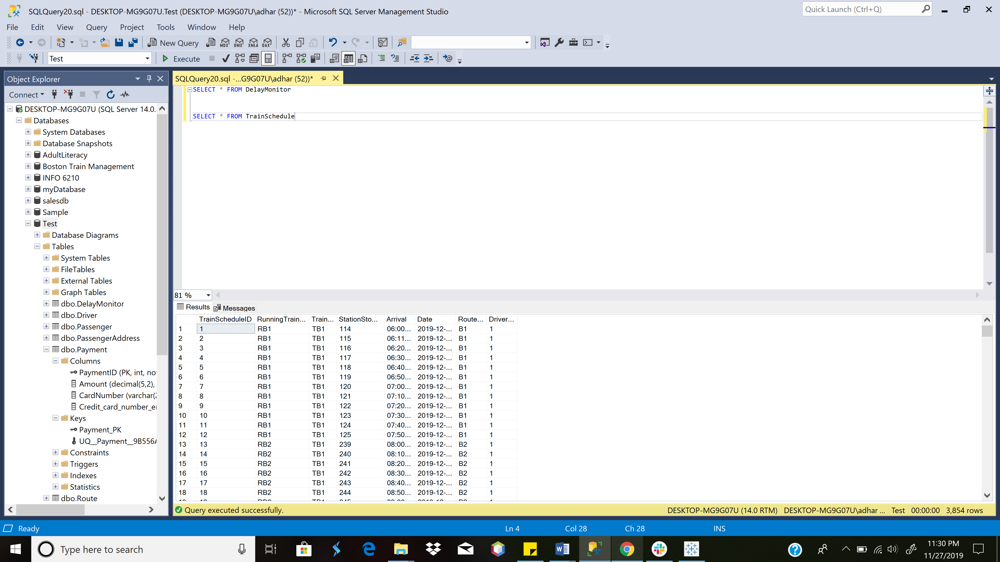 SQLQuery20.sql - DESKTOP-MG9G07U.Test (DESKTOP-MG9G07U\adhar (52))* - Microsoft SQL Server Management Studio
Quick Launch (Ctrl+Q)
File Edit View Query Project Tools Window Help
New Query MDX DMX XMLA DAX
Test Execute
Object Explorer
Connect
DESKTOP-MG9G07U (SQL Server 14.0.
Databases
System Databases
Database Snapshots
AdultLiteracy
Boston Train Management
INFO 6210
myDatabase
salesdb
Sample
Test
Database Diagrams
Tables
System Tables
FileTables
External Tables
Graph Tables
dbo.DelayMonitor
dbo.Driver
dbo.Passenger
dbo.PassengerAddress
dbo.Payment
Columns
PaymentID (PK, int, no
Amount (decimal(5,2),
CardNumber (varchar(
Credit_card_number_e
Keys
Payment_PK
UQ__Payment__9B556A
Constraints
Triggers
Indexes
Statistics
dbo.Route
SQLQuery20.sql -...G9G07U\adhar (52))*
SELECT * FROM DelayMonitor
SELECT * FROM TrainSchedule
81 %
Results Messages
TrainScheduleID RunningTrain... Train... StationSto... Arrival Date Route... Driver...
1 1 RB1 TB1 114 06:00... 2019-12-... B1 1
2 2 RB1 TB1 115 06:11... 2019-12-... B1 1
3 3 RB1 TB1 116 06:20... 2019-12-... B1 1
4 4 RB1 TB1 117 06:30... 2019-12-... B1 1
5 5 RB1 TB1 118 06:40... 2019-12-... B1 1
6 6 RB1 TB1 119 06:50... 2019-12-... B1 1
7 7 RB1 TB1 120 07:00... 2019-12-... B1 1
8 8 RB1 TB1 121 07:10... 2019-12-... B1 1
9 9 RB1 TB1 122 07:20... 2019-12-... B1 1
10 10 RB1 TB1 123 07:30... 2019-12-... B1 1
11 11 RB1 TB1 124 07:40... 2019-12-... B1 1
12 12 RB1 TB1 125 07:50... 2019-12-... B1 1
13 13 RB2 TB1 239 08:00... 2019-12-... B2 1
14 14 RB2 TB1 240 08:10... 2019-12-... B2 1
15 15 RB2 TB1 241 08:20... 2019-12-... B2 1
16 16 RB2 TB1 242 08:30... 2019-12-... B2 1
17 17 RB2 TB1 243 08:40... 2019-12-... B2 1
18 18 RB2 TB1 244 08:50... 2019-12-... B2 1
Query executed successfully. DESKTOP-MG9G07U (14.0 RTM) DESKTOP-MG9G07U\adhar ... Test 00:00:00 3,854 rows
Ready Ln 4 Col 28 Ch 28 INS
Type here to search
11:30 PM
11/27/2019